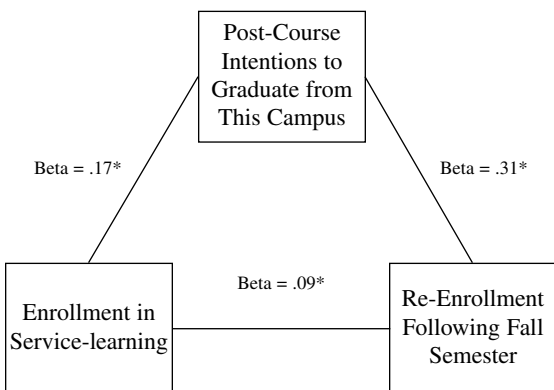 Post-Course
Intentions to
Graduate from
This Campus
Beta = .17*
Beta = .31*
Enrollment in
Service-learning
Beta = .09*
Re-Enrollment
Following Fall
Semester